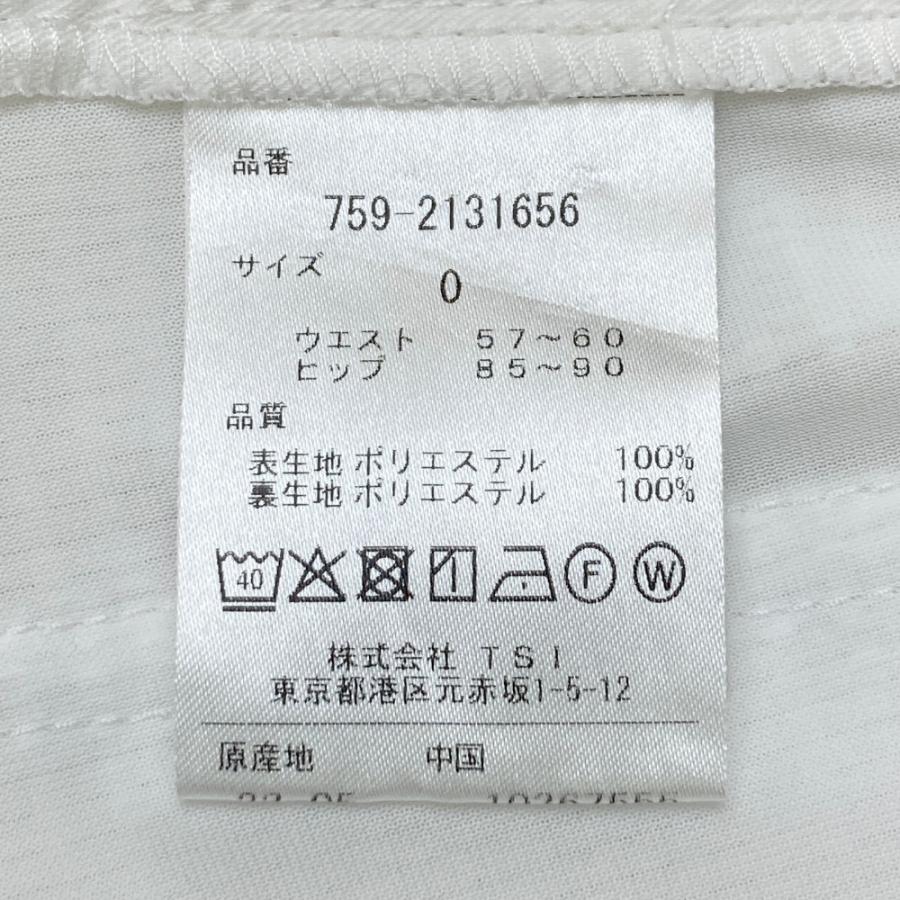 品番
759-2131656
サイズ
0
ウエスト 57～60
ヒップ 85～90
品質
表生地 ポリエステル 100%
裏生地 ポリエステル 100%
40 F W
株式会社 TSI
東京都港区元赤坂1-5-12
原産地 中国